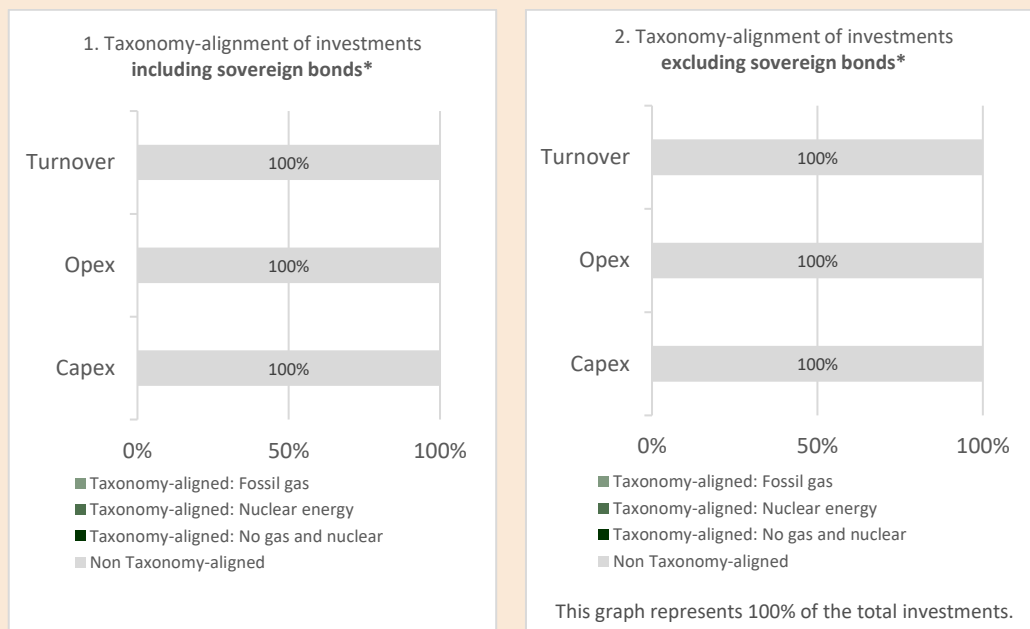 1. Taxonomy-alignment of investments
including sovereign bonds*
Turnover
100%
Opex
100%
Capex
100%
0%
50%
100%
Taxonomy-aligned: Fossil gas
Taxonomy-aligned: Nuclear energy
Taxonomy-aligned: No gas and nuclear
Non Taxonomy-aligned
2. Taxonomy-alignment of investments
excluding sovereign bonds*
Turnover
100%
Opex
100%
Capex
100%
0%
50%
100%
Taxonomy-aligned: Fossil gas
Taxonomy-aligned: Nuclear energy
Taxonomy-aligned: No gas and nuclear
Non Taxonomy-aligned
This graph represents 100% of the total investments.